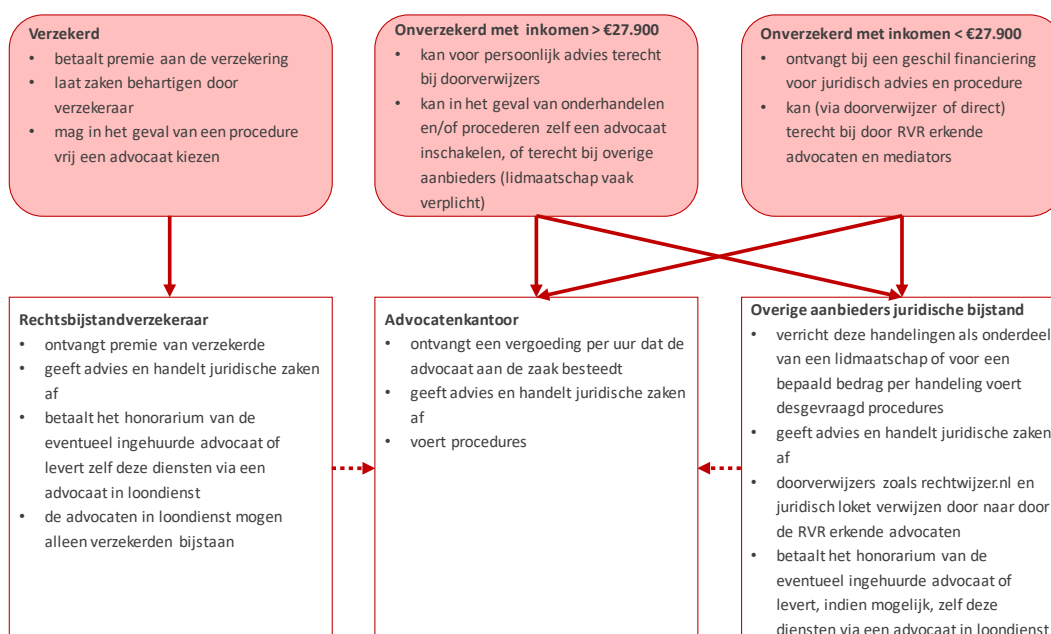 Verzekerd
• betaalt premie aan de verzekering
• laat zaken behartigen door
verzekeraar
• mag in het geval van een procedure
vrij een advocaat kiezen
Onverzekerd met inkomen > €27.900
• kan voor persoonlijk advies terecht
bij doorverwijzers
• kan in het geval van onderhandelen
en/of procederen zelf een advocaat
inschakelen, of terecht bij overige
aanbieders (lidmaatschap vaak
verplicht)
Onverzekerd met inkomen < €27.900
• ontvangt bij een geschil financiering
voor juridisch advies en procedure
• kan (via doorverwijzer of direct)
terecht bij door RVR erkende
advocaten en mediators
Rechtsbijstandverzekeraar
• ontvangt premie van verzekerde
• geeft advies en handelt juridische zaken
af
• betaalt het honorarium van de
eventueel ingehuurde advocaat of
levert zelf deze diensten via een
advocaat in loondienst
• de advocaten in loondienst mogen
alleen verzekerden bijstaan
Advocatenkantoor
• ontvangt een vergoeding per uur dat de
advocaat aan de zaak besteedt
• geeft advies en handelt juridische zaken
af
• voert procedures
Overige aanbieders juridische bijstand
• verricht deze handelingen als onderdeel
van een lidmaatschap of voor een
bepaald bedrag per handeling voert
desgevraagd procedures
• geeft advies en handelt juridische zaken
af
• doorverwijzers zoals rechtwijzer.nl en
juridisch loket verwijzen door naar door
de RVR erkende advocaten
• betaalt het honorarium van de
eventueel ingehuurde advocaat of
levert, indien mogelijk, zelf deze
diensten via een advocaat in loondienst